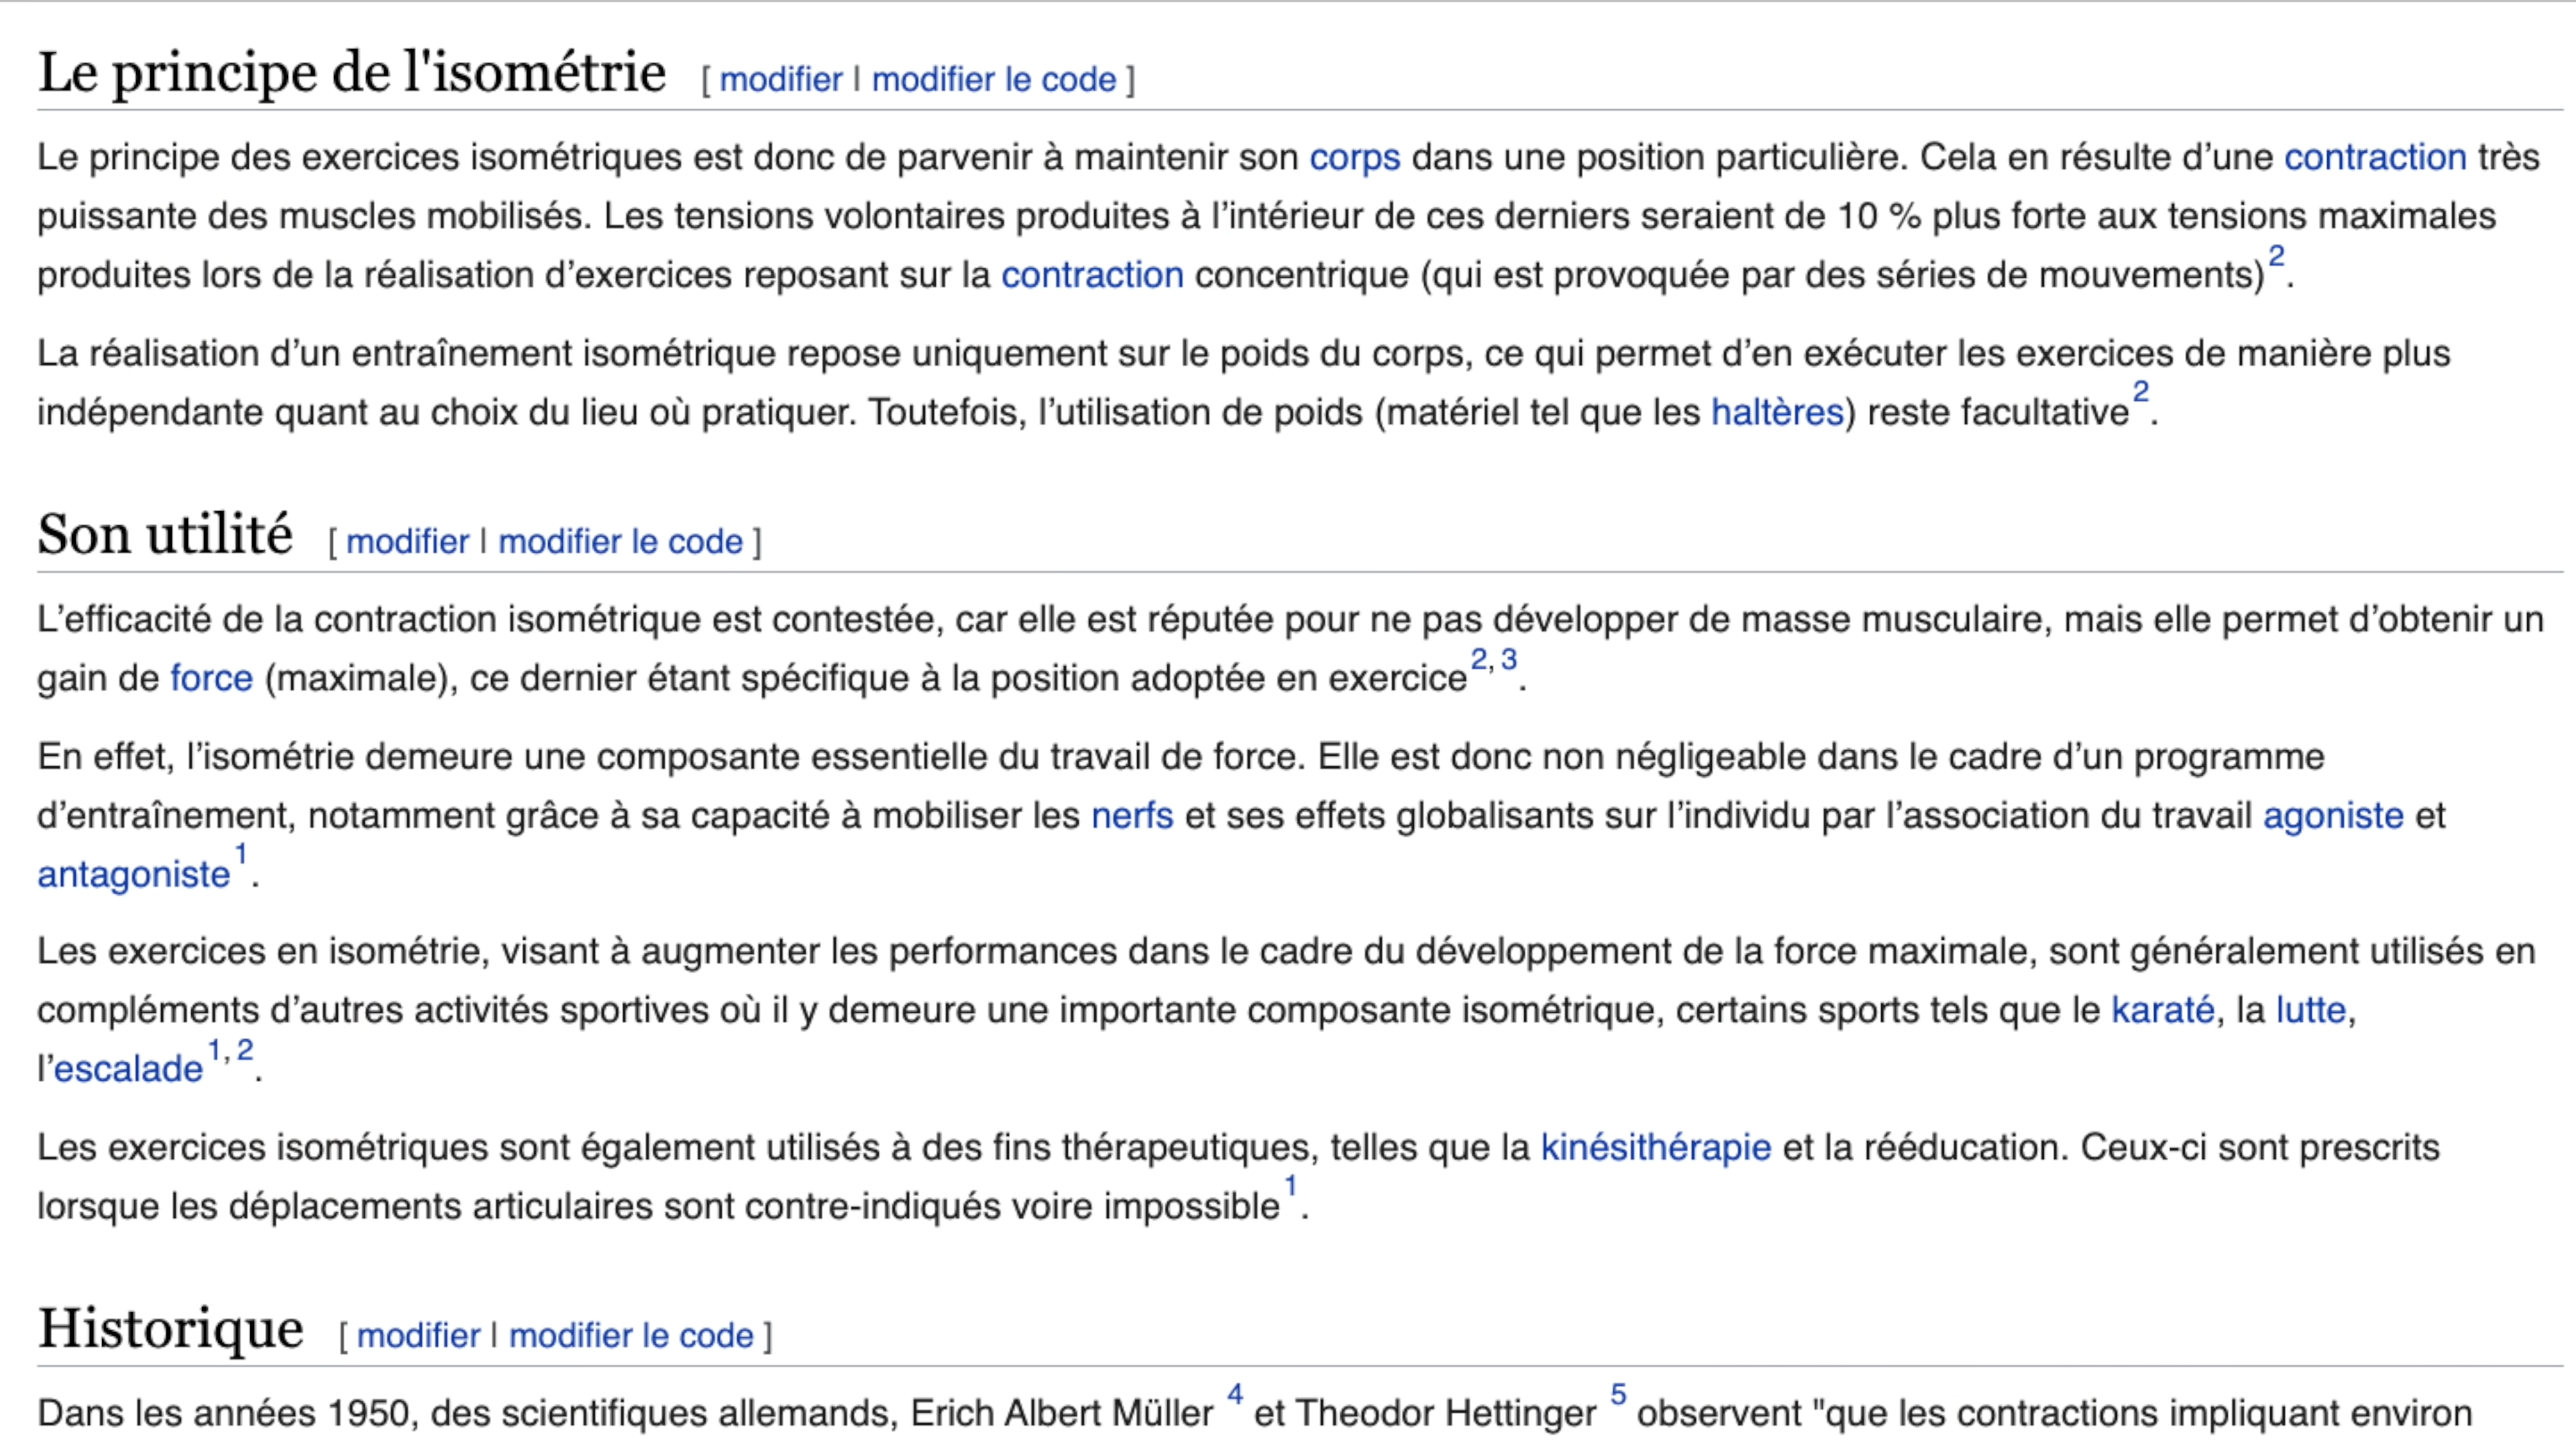 Le principe de l'isométrie [ modifier | modifier le code ]
Le principe des exercices isométriques est donc de parvenir à maintenir son corps dans une position particulière. Cela en résulte d’une contraction très
puissante des muscles mobilisés. Les tensions volontaires produites à l’intérieur de ces derniers seraient de 10 % plus forte aux tensions maximales
produites lors de la réalisation d’exercices reposant sur la contraction concentrique (qui est provoquée par des séries de mouvements)2.
La réalisation d’un entraînement isométrique repose uniquement sur le poids du corps, ce qui permet d’en exécuter les exercices de manière plus
indépendante quant au choix du lieu où pratiquer. Toutefois, l’utilisation de poids (matériel tel que les haltères) reste facultative2.
Son utilité [ modifier | modifier le code ]
L’efficacité de la contraction isométrique est contestée, car elle est réputée pour ne pas développer de masse musculaire, mais elle permet d’obtenir un
gain de force (maximale), ce dernier étant spécifique à la position adoptée en exercice2, 3.
En effet, l’isométrie demeure une composante essentielle du travail de force. Elle est donc non négligeable dans le cadre d’un programme
d’entraînement, notamment grâce à sa capacité à mobiliser les nerfs et ses effets globalisants sur l’individu par l’association du travail agoniste et
antagoniste1.
Les exercices en isométrie, visant à augmenter les performances dans le cadre du développement de la force maximale, sont généralement utilisés en
compléments d’autres activités sportives où il y demeure une importante composante isométrique, certains sports tels que le karaté, la lutte,
l’escalade1, 2.
Les exercices isométriques sont également utilisés à des fins thérapeutiques, telles que la kinésithérapie et la rééducation. Ceux-ci sont prescrits
lorsque les déplacements articulaires sont contre-indiqués voire impossible1.
Historique [ modifier | modifier le code ]
Dans les années 1950, des scientifiques allemands, Erich Albert Müller 4 et Theodor Hettinger 5 observent "que les contractions impliquant environ